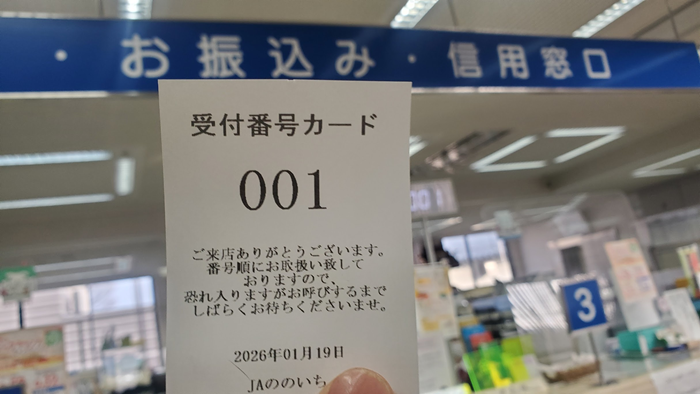 ・お振込み・信用窓口
受付番号カード
001
ご来店ありがとうございます。
番号順にお取扱い致して
おりますので、
恐れ入りますがお呼びするまで
しばらくお待ちくださいませ。
2026年01月19日
JAののいち
001
3